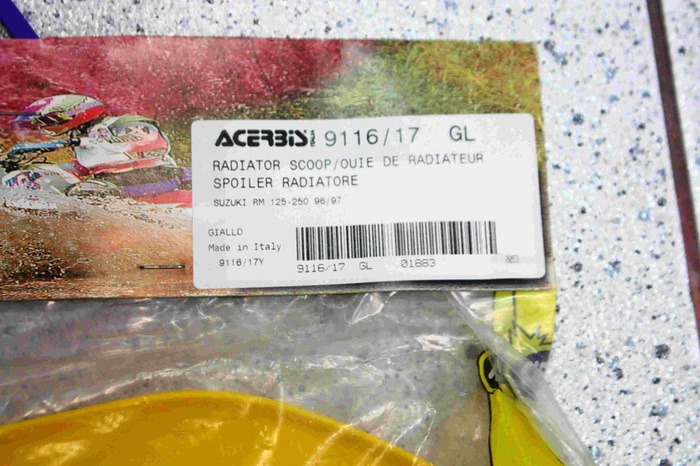 ACERBIS 9116/17 GL
RADIATOR SCOOP/OUIE DE RADIATEUR
SPOILER RADIATORE
SUZUKI RM 125-250 96/97
GIALLO
Made in Italy
9116/17Y
9116/17 GL 01883